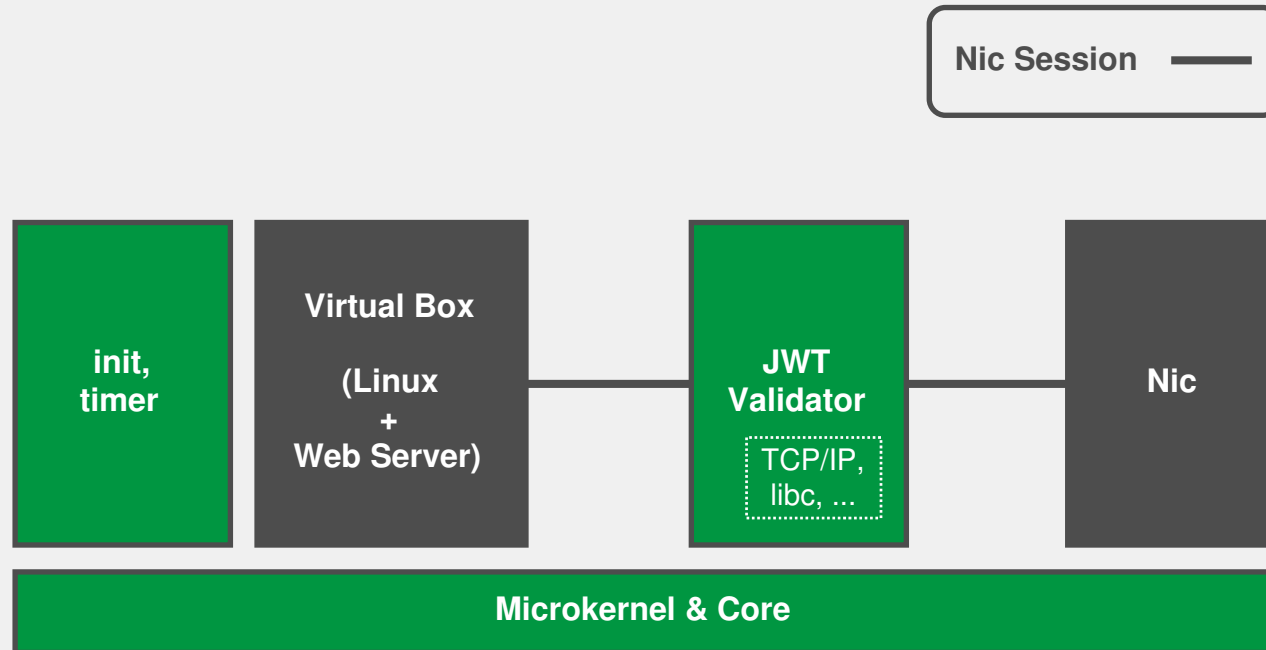 Nic Session
init,
timer
Virtual Box
(Linux
+
Web Server)
JWT
Validator
TCP/IP,
libc, ...
Nic
Microkernel & Core